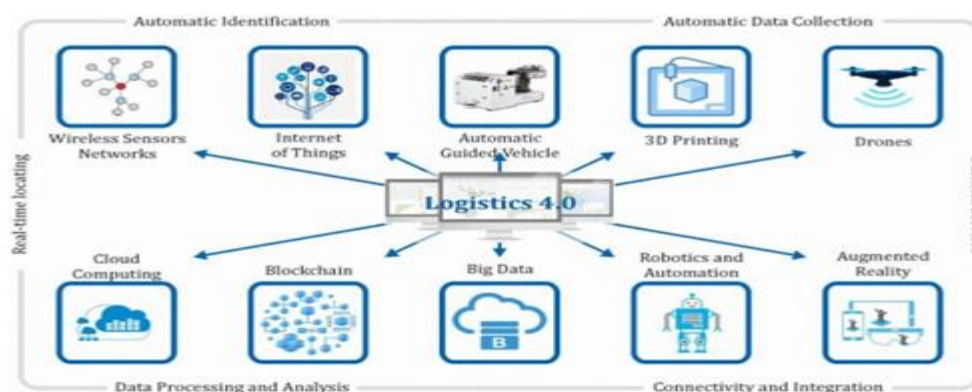 Automatic Identification
Automatic Data Collection
Wireless Sensors
Networks
Internet
of Things
Automatic
Guided Vehicle
3D Printing
Drones
Real-time locating
Logistics 4.0
Cloud
Computing
Blockchain
Big Data
Robotics and
Automation
Augmented
Reality
B
Data Processing and Analysis
Connectivity and Integration